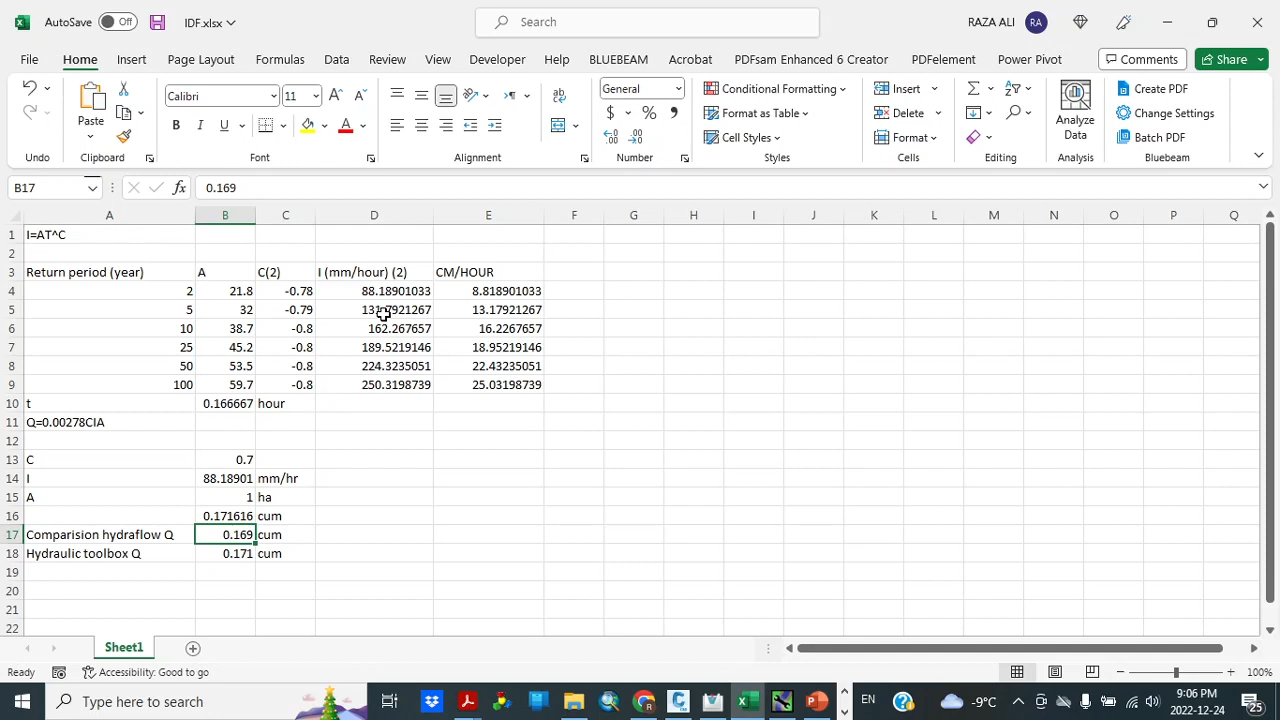 AutoSave Off IDF.xlsx Search RAZA ALI RA
File Home Insert Page Layout Formulas Data Review View Developer Help BLUEBEAM Acrobat PDFsam Enhanced 6 Creator PDFelement Power Pivot Comments Share
Calibri 11 General Conditional Formatting Insert Create PDF
Paste Format as Table Delete Analyze Data Change Settings
B I U Cell Styles Format Batch PDF
Undo Clipboard Font Alignment Number Styles Cells Editing Analysis Bluebeam
B17 fx 0.169
A B C D E F G H I J K L M N O P Q
1 I=AT^C
2
3 Return period (year) A C(2) I (mm/hour) (2) CM/HOUR
4 2 21.8 -0.78 88.18901033 8.818901033
5 5 32 -0.79 131.7921267 13.17921267
6 10 38.7 -0.8 162.267657 16.2267657
7 25 45.2 -0.8 189.5219146 18.95219146
8 50 53.5 -0.8 224.3235051 22.43235051
9 100 59.7 -0.8 250.3198739 25.03198739
10 t 0.166667 hour
11 Q=0.00278CIA
12
13 C 0.7
14 I 88.18901 mm/hr
15 A 1 ha
16 0.171616 cum
17 Comparision hydraflow Q 0.169 cum
18 Hydraulic toolbox Q 0.171 cum
19
20
21
22
Sheet1
Ready Accessibility: Good to go 100%
Type here to search EN -9°C 9:06 PM
2022-12-24 25